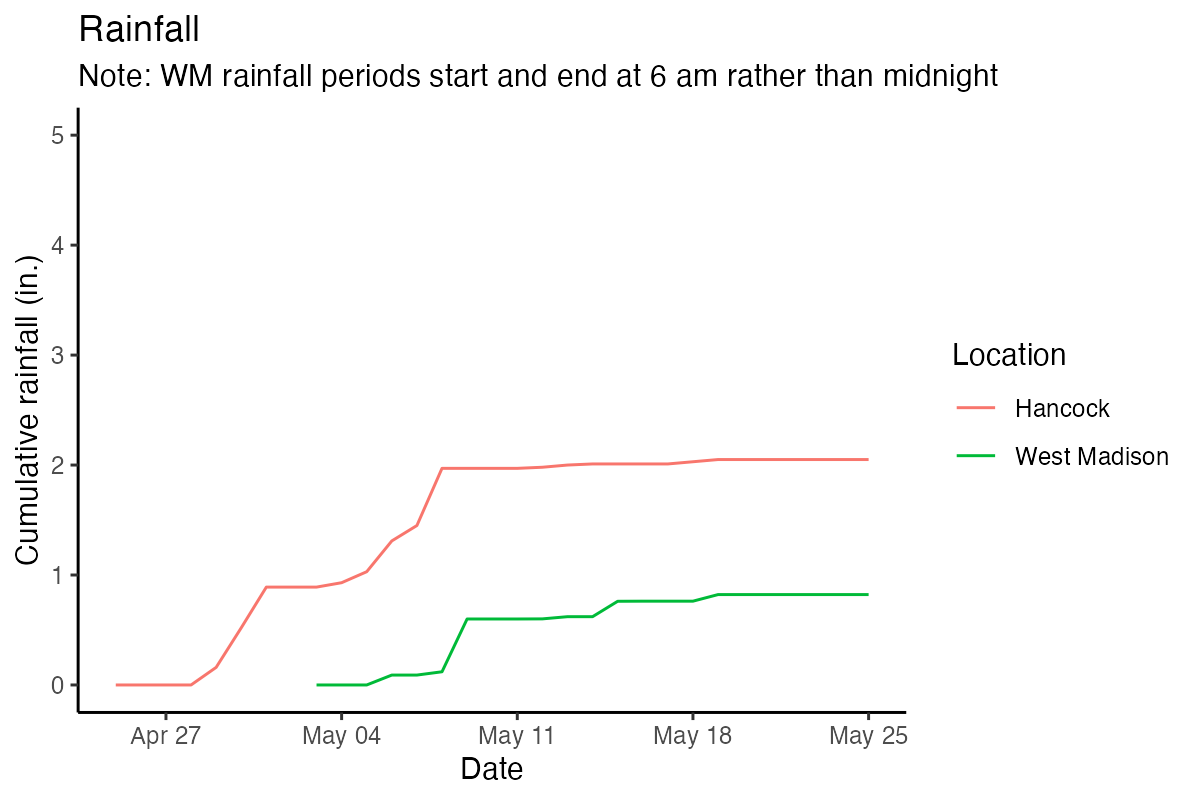 Rainfall
Note: WM rainfall periods start and end at 6 am rather than midnight
Cumulative rainfall (in.)
5
4
3
2
1
0
Apr 27
May 04
May 11
May 18
May 25
Date
Location
Hancock
West Madison